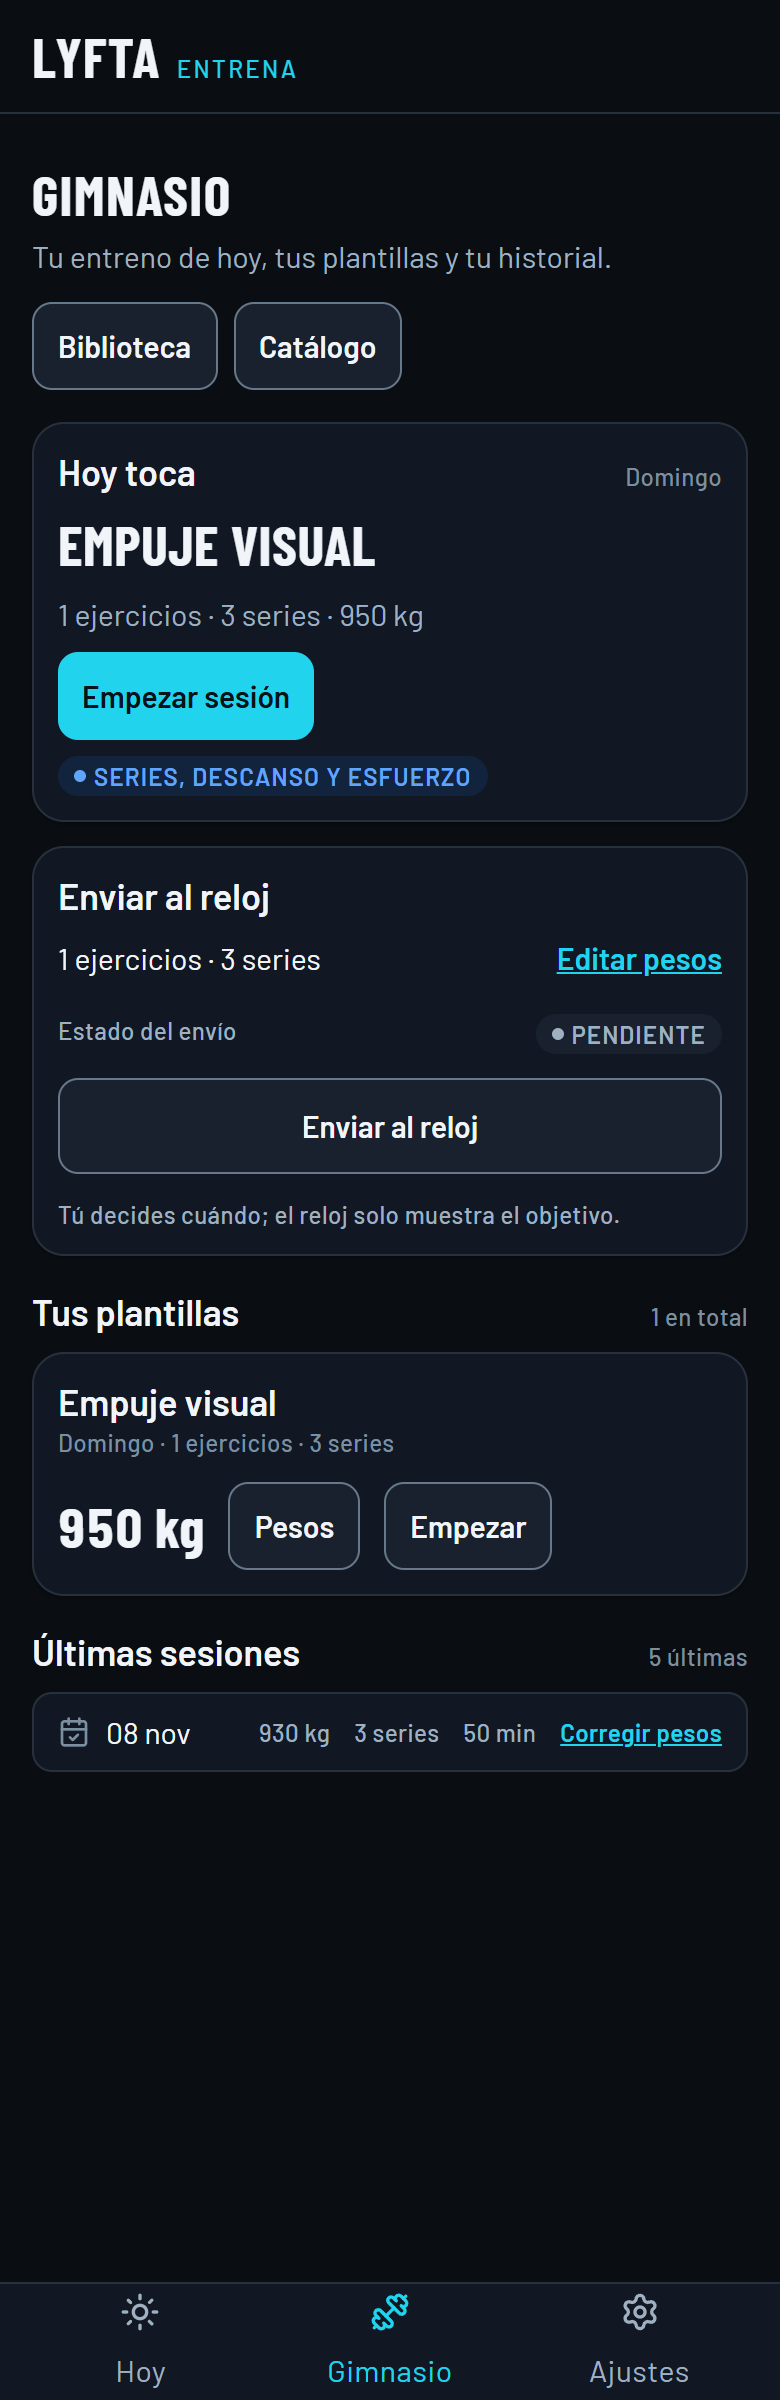 LYFTA ENTRENA
GIMNASIO
Tu entreno de hoy, tus plantillas y tu historial.
Biblioteca Catálogo
Hoy toca Domingo
EMPUJE VISUAL
1 ejercicios · 3 series · 950 kg
Empezar sesión
SERIES, DESCANSO Y ESFUERZO
Enviar al reloj
1 ejercicios · 3 series Editar pesos
Estado del envío PENDIENTE
Enviar al reloj
Tú decides cuándo; el reloj solo muestra el objetivo.
Tus plantillas 1 en total
Empuje visual
Domingo · 1 ejercicios · 3 series
950 kg Pesos Empezar
Últimas sesiones 5 últimas
08 nov 930 kg 3 series 50 min Corregir pesos
Hoy Gimnasio Ajustes